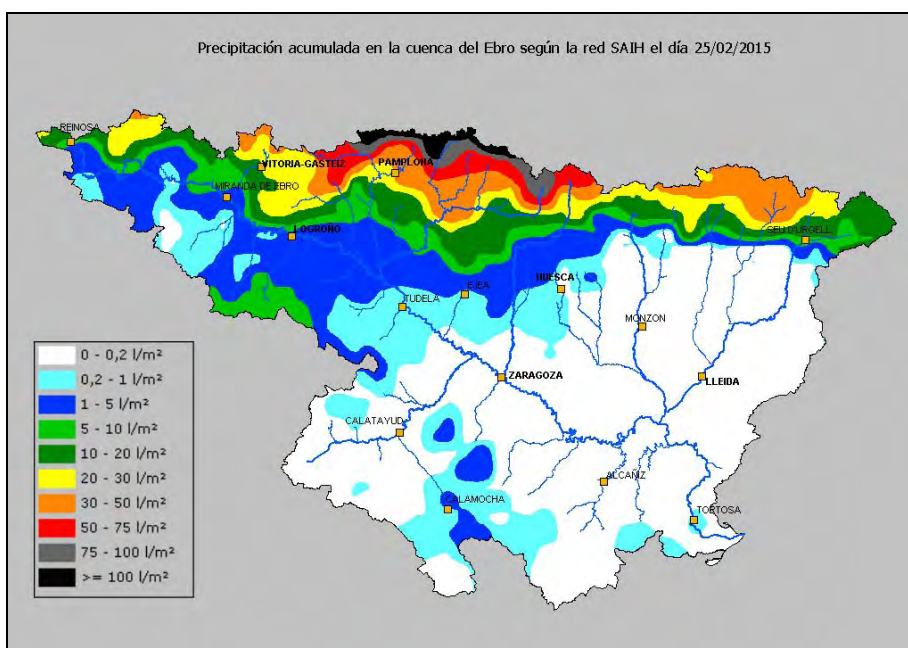 Precipitación acumulada en la cuenca del Ebro según la red SAIH el día 25/02/2015
REINOSA
VITORIA-GASTEIZ
PAMPLONA
MIRANDA DE EBRO
LOGROÑO
SEU D'URGELL
HUESCA
EJEA
TUDELA
MONZON
ZARAGOZA
LLEIDA
CALATAYUD
ALCAÑIZ
CALAMOCHA
TORTOSA
0 - 0,2 l/m²
0,2 - 1 l/m²
1 - 5 l/m²
5 - 10 l/m²
10 - 20 l/m²
20 - 30 l/m²
30 - 50 l/m²
50 - 75 l/m²
75 - 100 l/m²
>= 100 l/m²